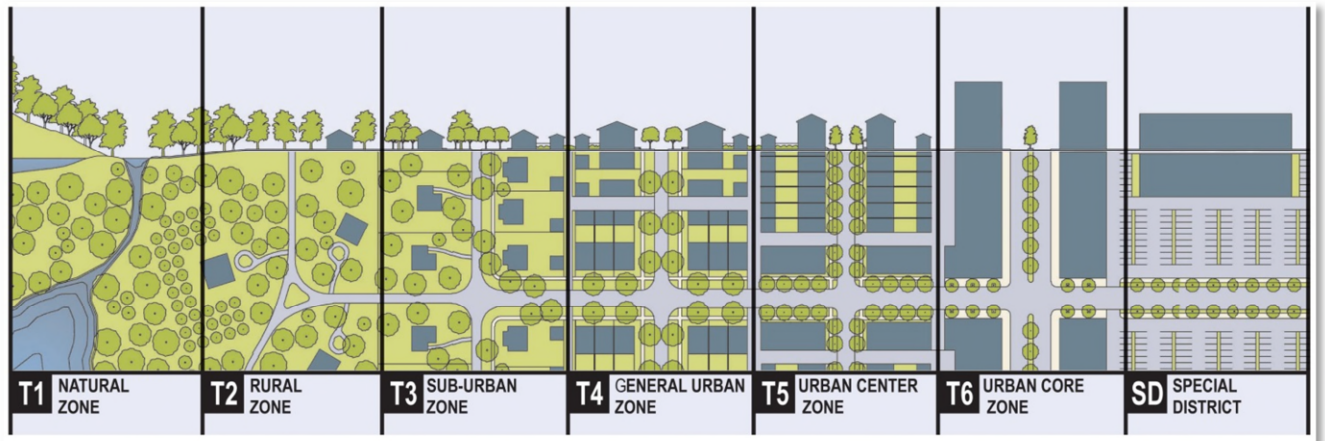 T1 NATURAL
ZONE
T2 RURAL
ZONE
T3 SUB-URBAN
ZONE
T4 GENERAL URBAN
ZONE
T5 URBAN CENTER
ZONE
T6 URBAN CORE
ZONE
SD SPECIAL
DISTRICT